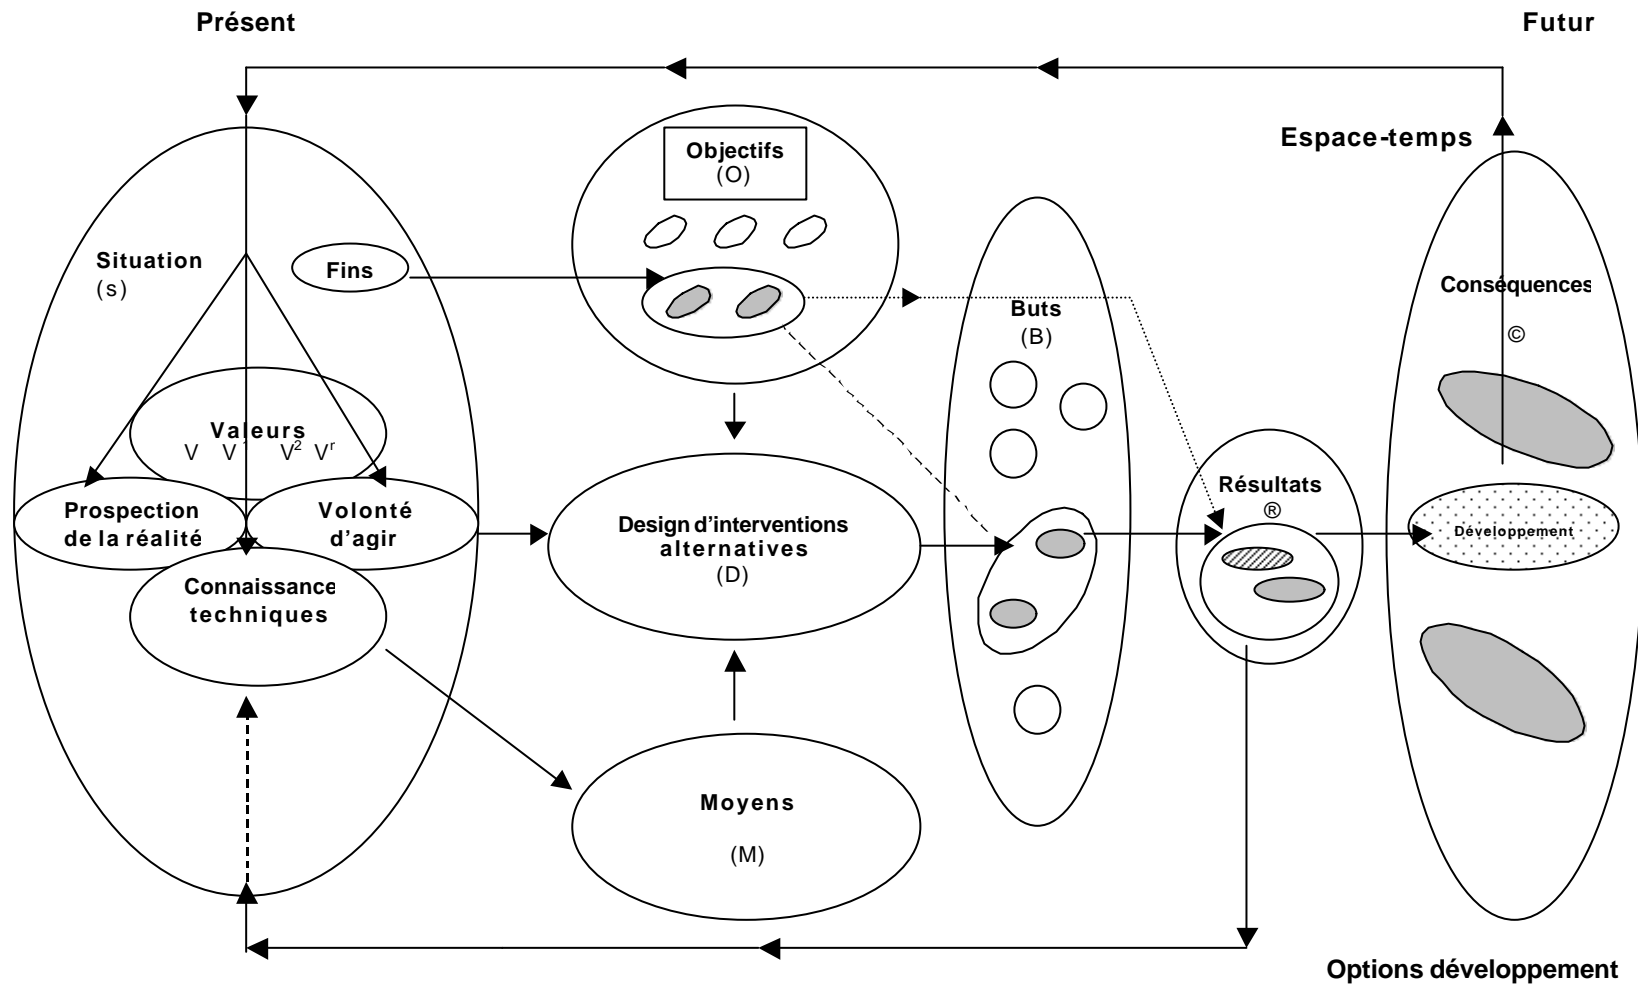 Présent
Futur
Espace-temps
Objectifs
(O)
Situation
(s)
Fins
Conséquences
©
Buts
(B)
Valeurs
V V¹ V² Vʳ
Prospection
de la réalité
Volonté
d'agir
Connaissance
techniques
Design d'interventions
alternatives
(D)
Résultats
®
Développement
Moyens
(M)
Options développement